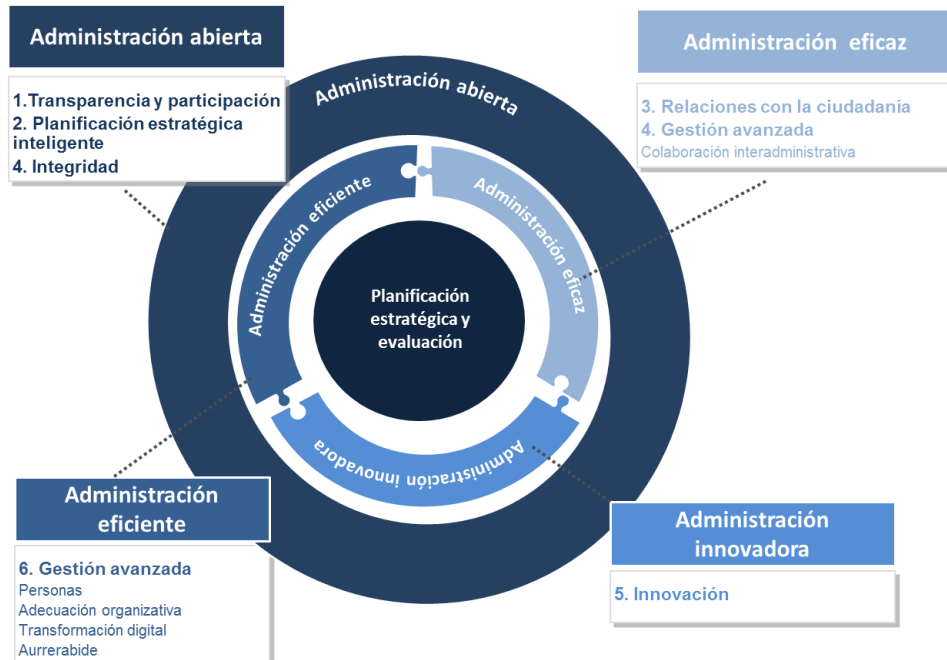 Administración abierta
1.Transparencia y participación
2. Planificación estratégica
inteligente
4. Integridad
Administración eficaz
3. Relaciones con la ciudadanía
4. Gestión avanzada
Colaboración interadministrativa
Administración abierta
Administración eficiente
Administración eficaz
Planificación
estratégica y
evaluación
Administración innovadora
Administración
eficiente
6. Gestión avanzada
Personas
Adecuación organizativa
Transformación digital
Aurrerabide
Administración
innovadora
5. Innovación